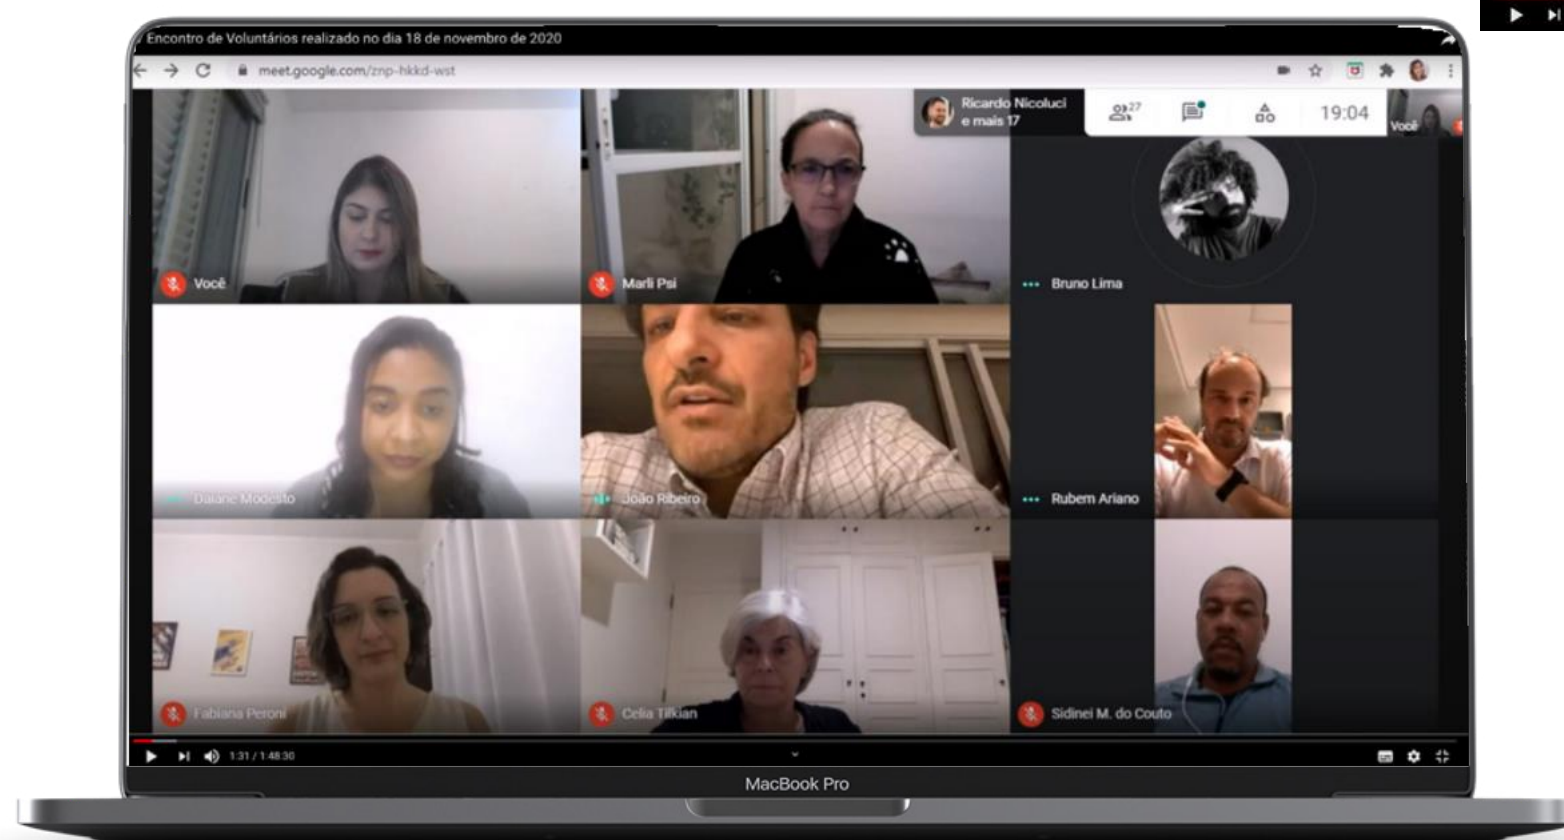 Encontro de Voluntários realizado no dia 18 de novembro de 2020
meet.google.com/znp-hkkd-wst
Ricardo Nicoluci
e mais 17
27
19:04
Você
Você
Marli Psi
Bruno Lima
Daiane Modesto
João Ribeiro
Rubem Ariano
Fabiana Peroni
Celia Tilkian
Sidinei M. do Couto
1:31 / 1:48:30
MacBook Pro